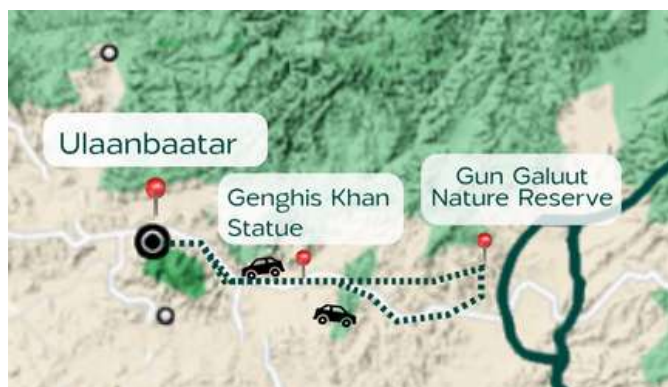 Ulaanbaatar
Genghis Khan
Statue
Gun Galuut
Nature Reserve